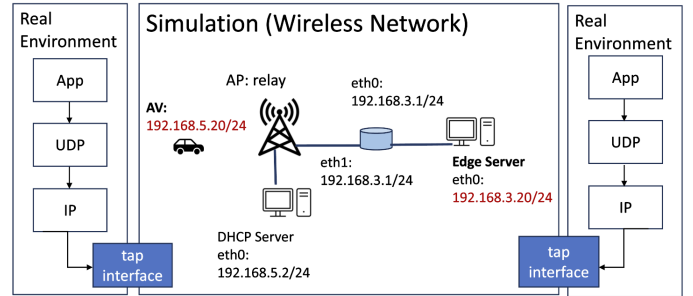 Real
Environment
App
UDP
IP
tap
interface
Simulation (Wireless Network)
AP: relay
AV:
192.168.5.20/24
eth0:
192.168.3.1/24
eth1:
192.168.3.1/24
Edge Server
eth0:
192.168.3.20/24
DHCP Server
eth0:
192.168.5.2/24
Real
Environment
App
UDP
IP
tap
interface